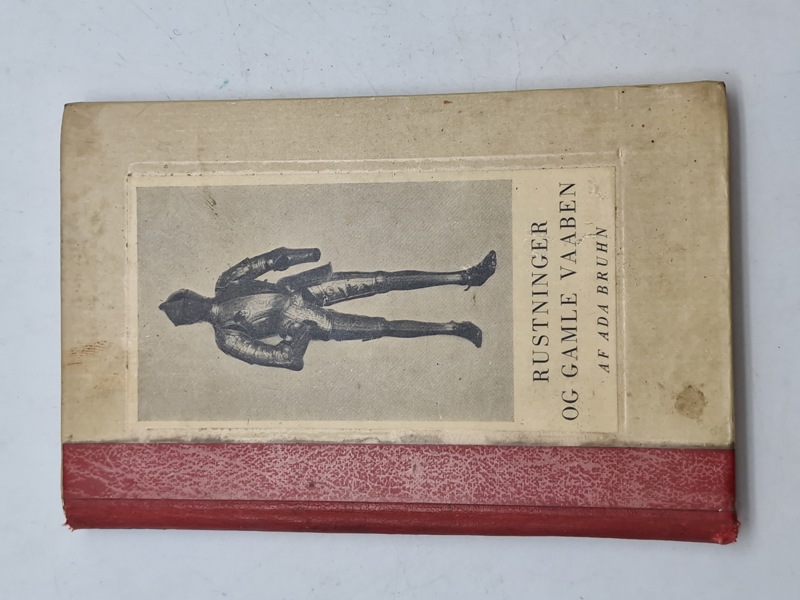 RUSTNINGER
OG GAMLE VAABEN
AF ADA BRUHN